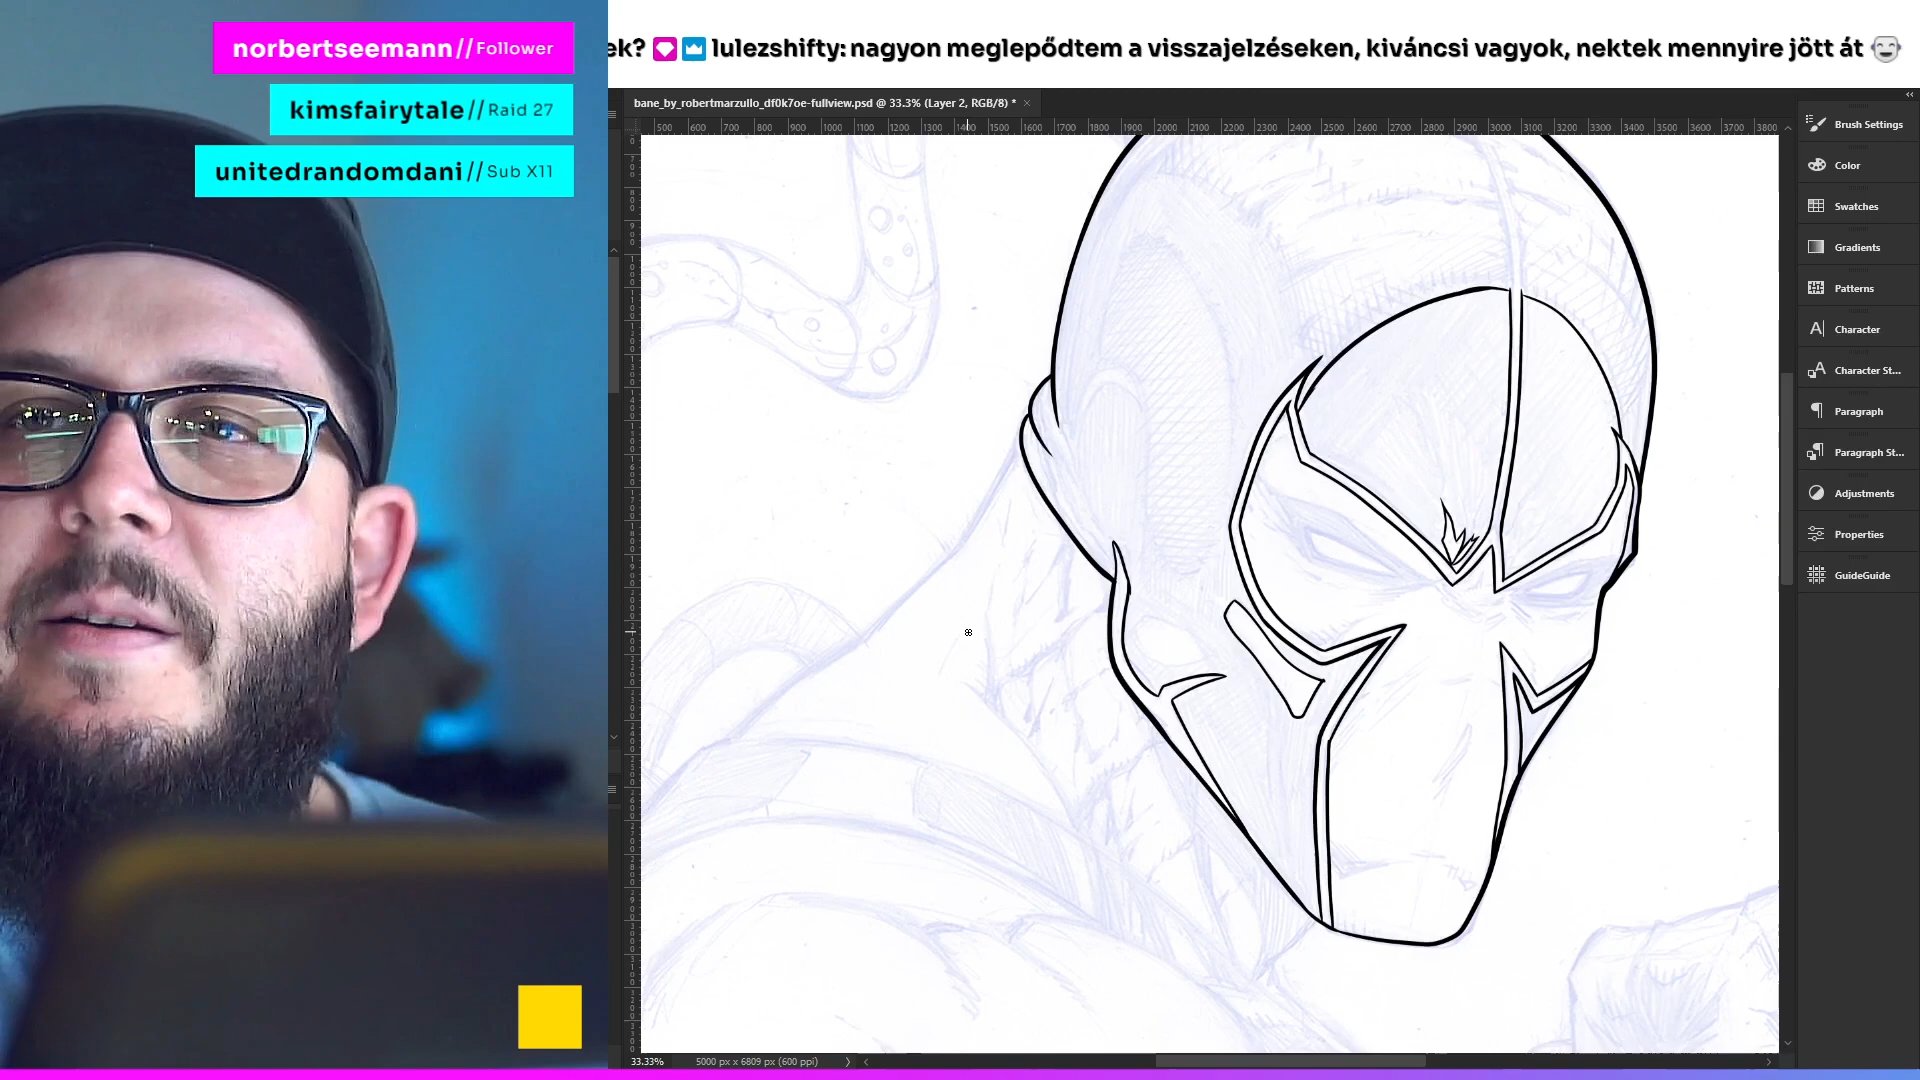 norbertseemann//Follower
kimsfairytale//Raid 27
unitedrandomdani//Sub X11
ek? lulezshifty: nagyon meglepődtem a visszajelzéseken, kiváncsi vagyok, nektek mennyire jött át
bane_by_robertmarzullo_df0k7oe-fullview.psd @ 33.3% (Layer 2, RGB/8) *
500 600 700 800 900 1000 1100 1200 1300 1400 1500 1600 1700 1800 1900 2000 2100 2200 2300 2400 2500 2600 2700 2800 2900 3000 3100 3200 3300 3400 3500 3600 3700 3800
Brush Settings
Color
Swatches
Gradients
Patterns
Character
Character St...
Paragraph
Paragraph St...
Adjustments
Properties
GuideGuide
33.33% 5000 px x 6809 px (600 ppi)